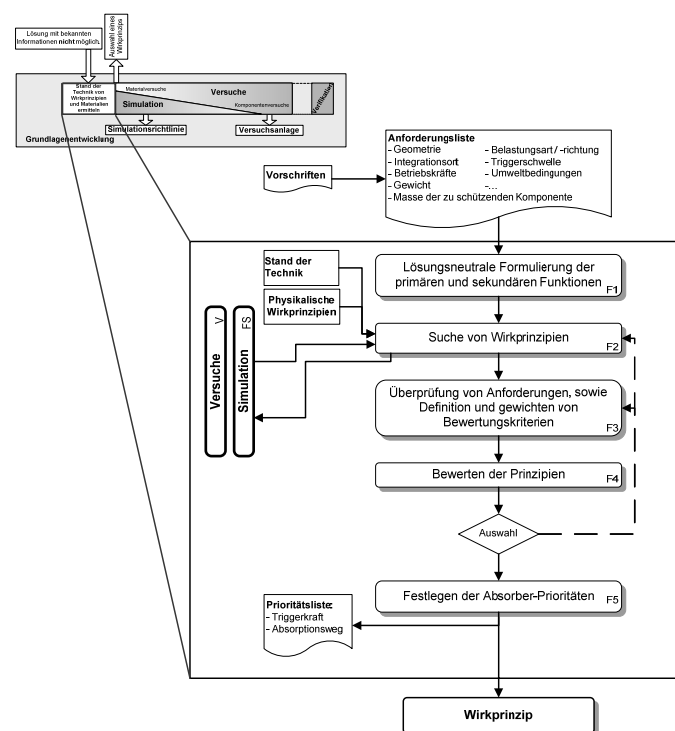 Lösung mit bekannten
Informationen nicht möglich.
Auswahl eines
Wirkprinzips
Stand der
Technik von
Wirkprinzipien
und Materialien
ermitteln
Materialversuche
Versuche
Simulation
Komponentenversuche
Verifikation
Simulationsrichtlinie
Versuchsanlage
Grundlagenentwicklung
Vorschriften
Anforderungsliste
- Geometrie
- Integrationsort
- Betriebskräfte
- Gewicht
- Masse der zu schützenden Komponente
- Belastungsart / -richtung
- Triggerschwelle
- Umweltbedingungen
-...
Stand der
Technik
Physikalische
Wirkprinzipien
Lösungsneutrale Formulierung der
primären und sekundären Funktionen
F1
Versuche
V
Simulation
FS
Suche von Wirkprinzipien
F2
Überprüfung von Anforderungen, sowie
Definition und gewichten von
Bewertungskriterien
F3
Bewerten der Prinzipien
F4
Auswahl
Festlegen der Absorber-Prioritäten
F5
Prioritätsliste:
- Triggerkraft
- Absorptionsweg
Wirkprinzip